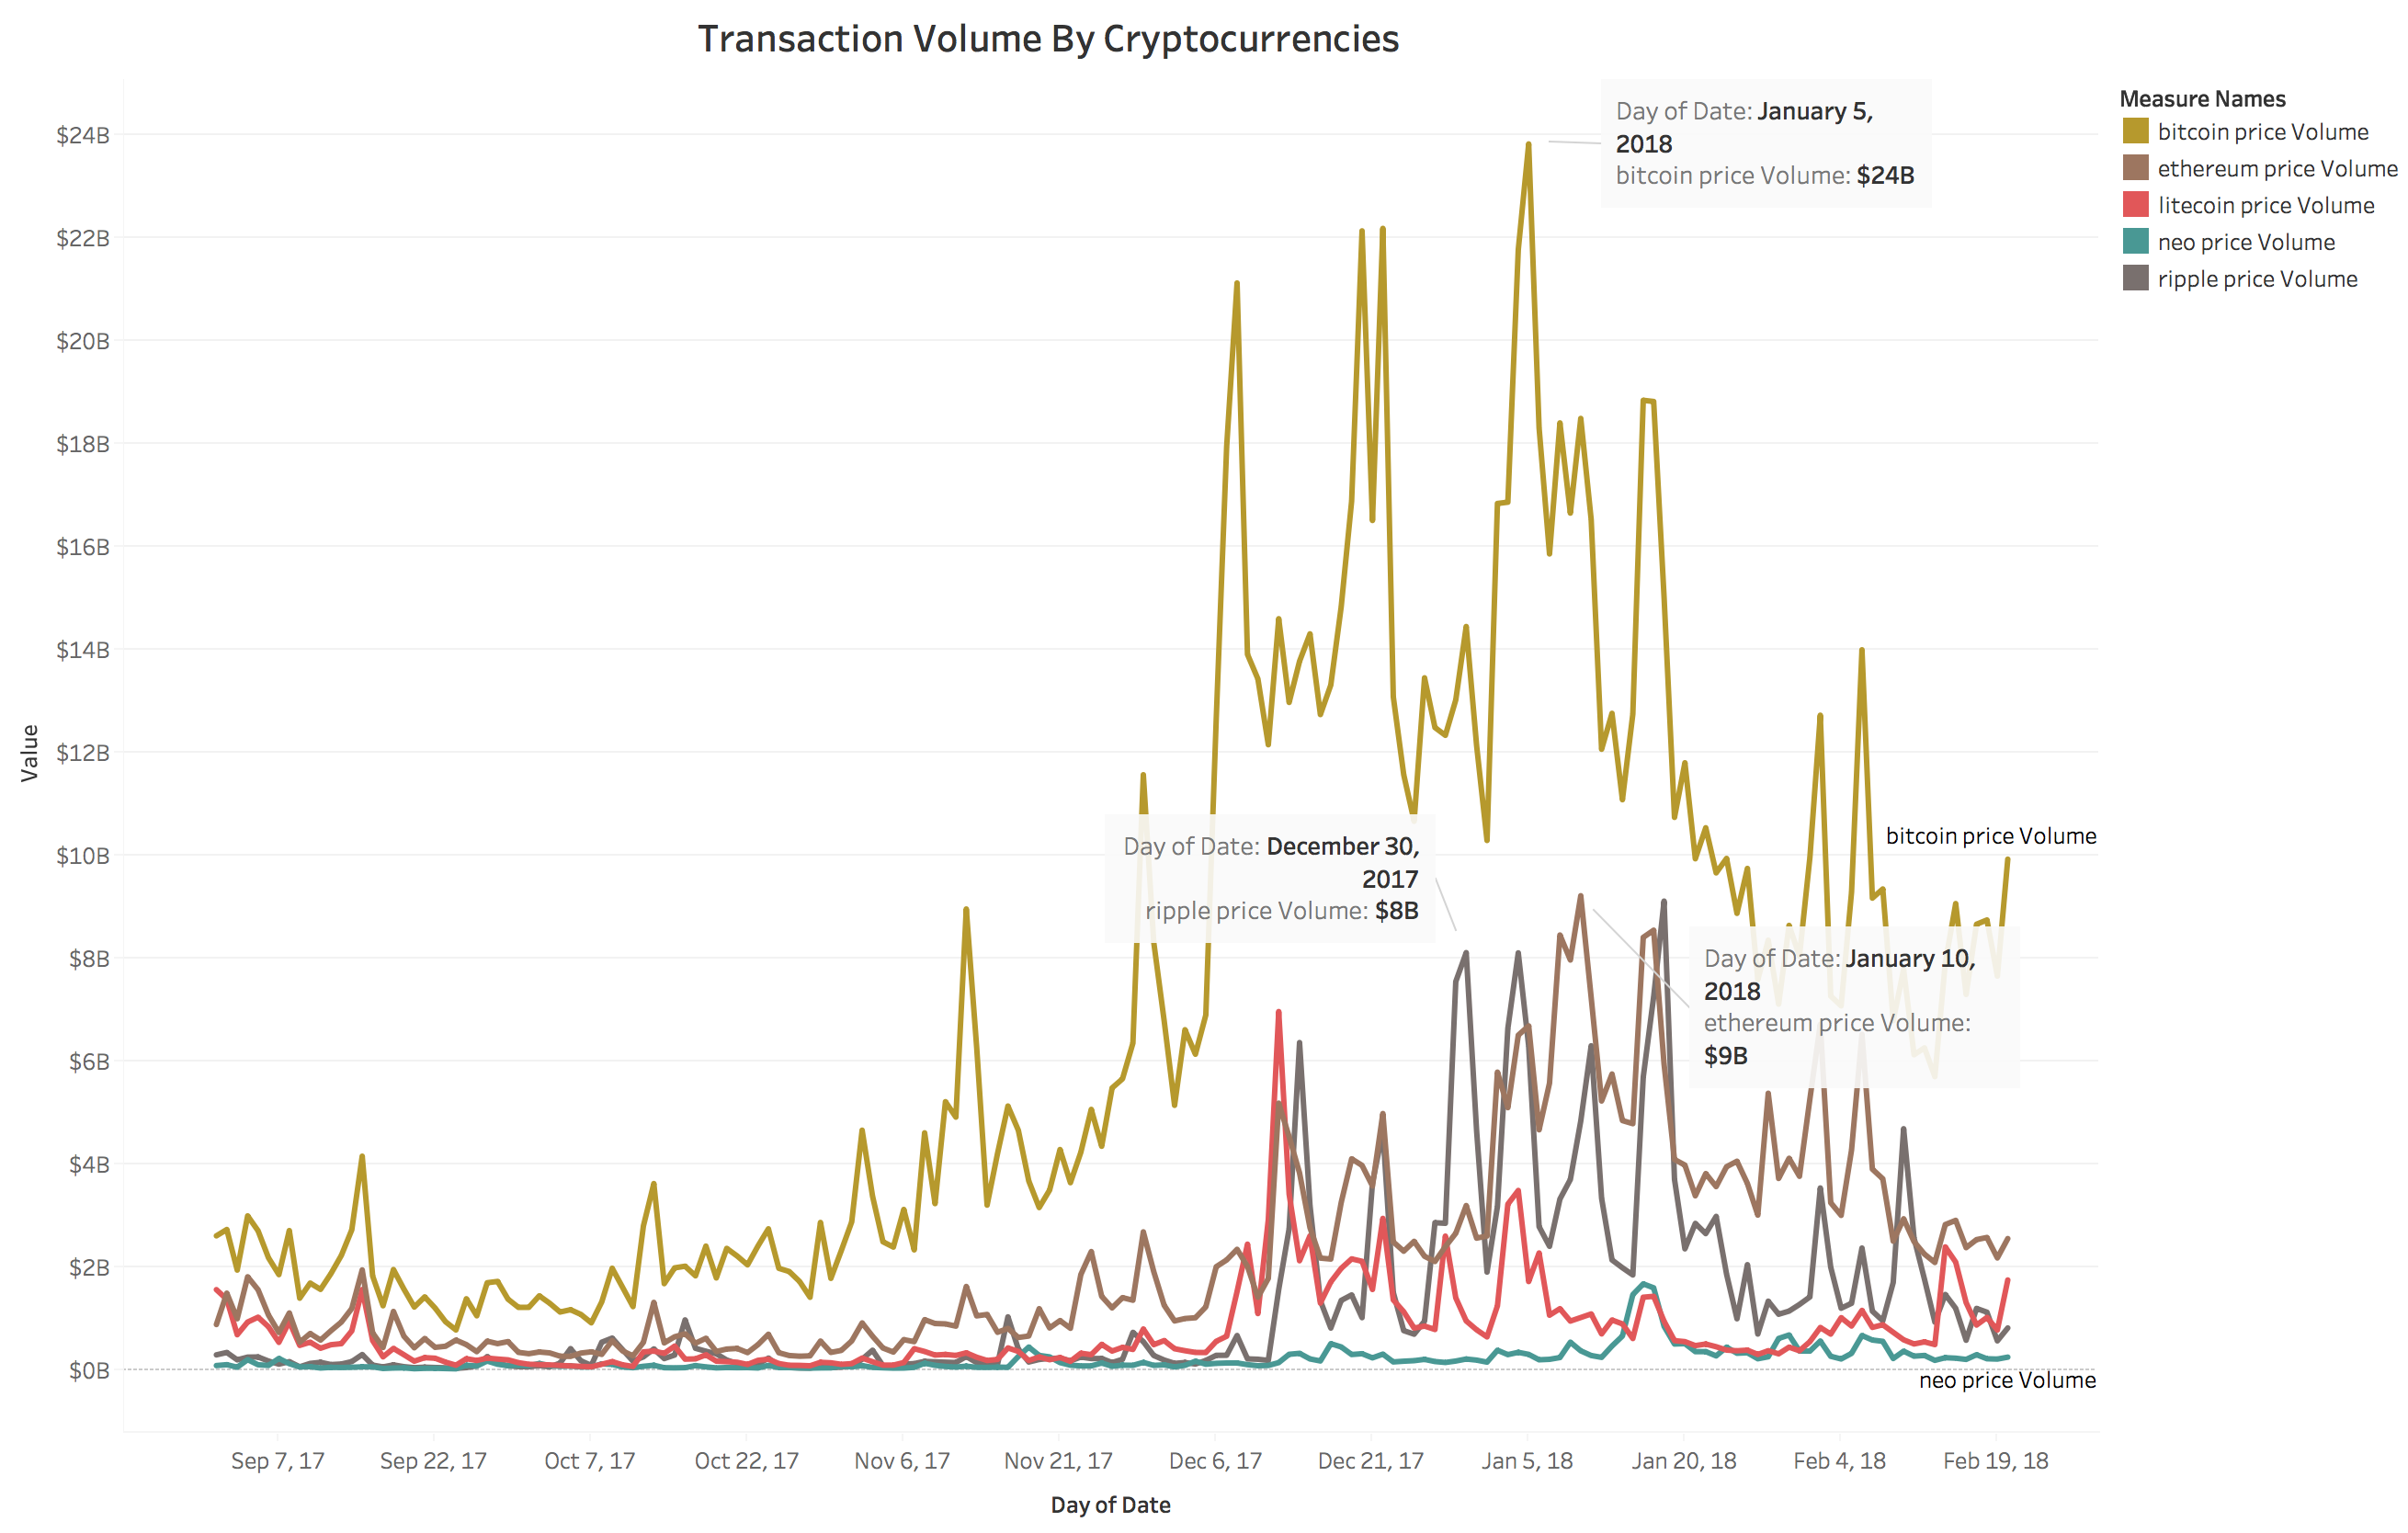 Transaction Volume By Cryptocurrencies
Measure Names
bitcoin price Volume
ethereum price Volume
litecoin price Volume
neo price Volume
ripple price Volume
Day of Date: January 5,
2018
bitcoin price Volume: $24B
Day of Date: December 30,
2017
ripple price Volume: $8B
Day of Date: January 10,
2018
ethereum price Volume:
$9B
bitcoin price Volume
neo price Volume
Value
$24B
$22B
$20B
$18B
$16B
$14B
$12B
$10B
$8B
$6B
$4B
$2B
$0B
Sep 7, 17
Sep 22, 17
Oct 7, 17
Oct 22, 17
Nov 6, 17
Nov 21, 17
Dec 6, 17
Dec 21, 17
Jan 5, 18
Jan 20, 18
Feb 4, 18
Feb 19, 18
Day of Date